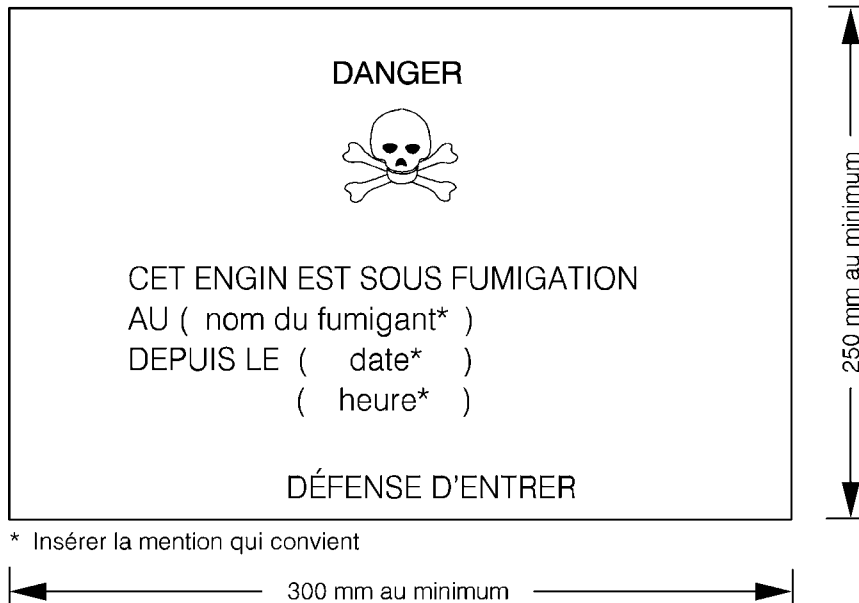 DANGER
CET ENGIN EST SOUS FUMIGATION
AU ( nom du fumigant* )
DEPUIS LE ( date* )
( heure* )
DÉFENSE D'ENTRER
* Insérer la mention qui convient
300 mm au minimum
250 mm au minimum